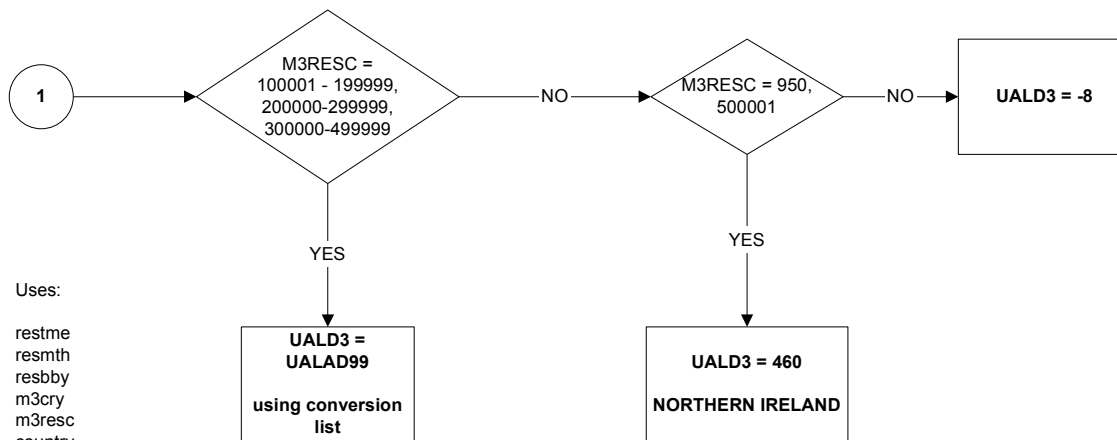 1
M3RESC =
100001 - 199999,
200000-299999,
300000-499999
NO
M3RESC = 950,
500001
NO
UALD3 = -8
YES
YES
Uses:
restme
resmth
resbby
m3cry
m3resc
country
UALD3 =
UALAD99
using conversion
list
UALD3 = 460
NORTHERN IRELAND